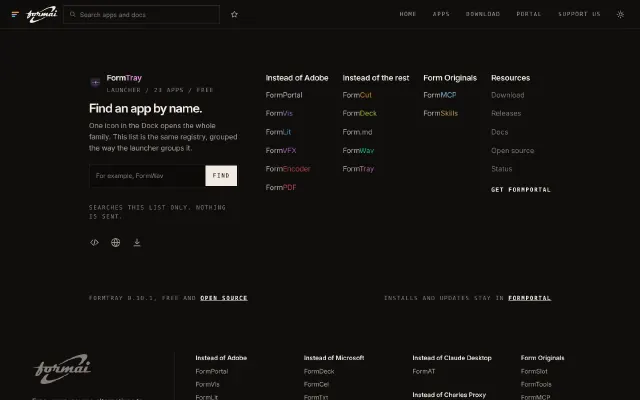 formai
Search apps and docs
HOME
APPS
DOWNLOAD
PORTAL
SUPPORT US
FormTray
LAUNCHER / 23 APPS / FREE
Find an app by name.
One icon in the Dock opens the whole
family. This list is the same registry, grouped
the way the launcher groups it.
For example, FormWav
FIND
SEARCHES THIS LIST ONLY. NOTHING
IS SENT.
Instead of Adobe
FormPortal
FormVis
FormLit
FormVFX
FormEncoder
FormPDF
Instead of the rest
FormCut
FormDeck
Form.md
FormWav
FormTray
Form Originals
FormMCP
FormSkills
Resources
Download
Releases
Docs
Open source
Status
GET FORMPORTAL
FORMTRAY 0.10.1, FREE AND OPEN SOURCE
INSTALLS AND UPDATES STAY IN FORMPORTAL
formai
Instead of Adobe
FormPortal
FormVis
FormLit
Instead of Microsoft
FormDeck
FormCel
FormTxt
Instead of Claude Desktop
FormAT
Instead of Charles Proxy
Form Originals
FormSlot
FormTools
FormMCP